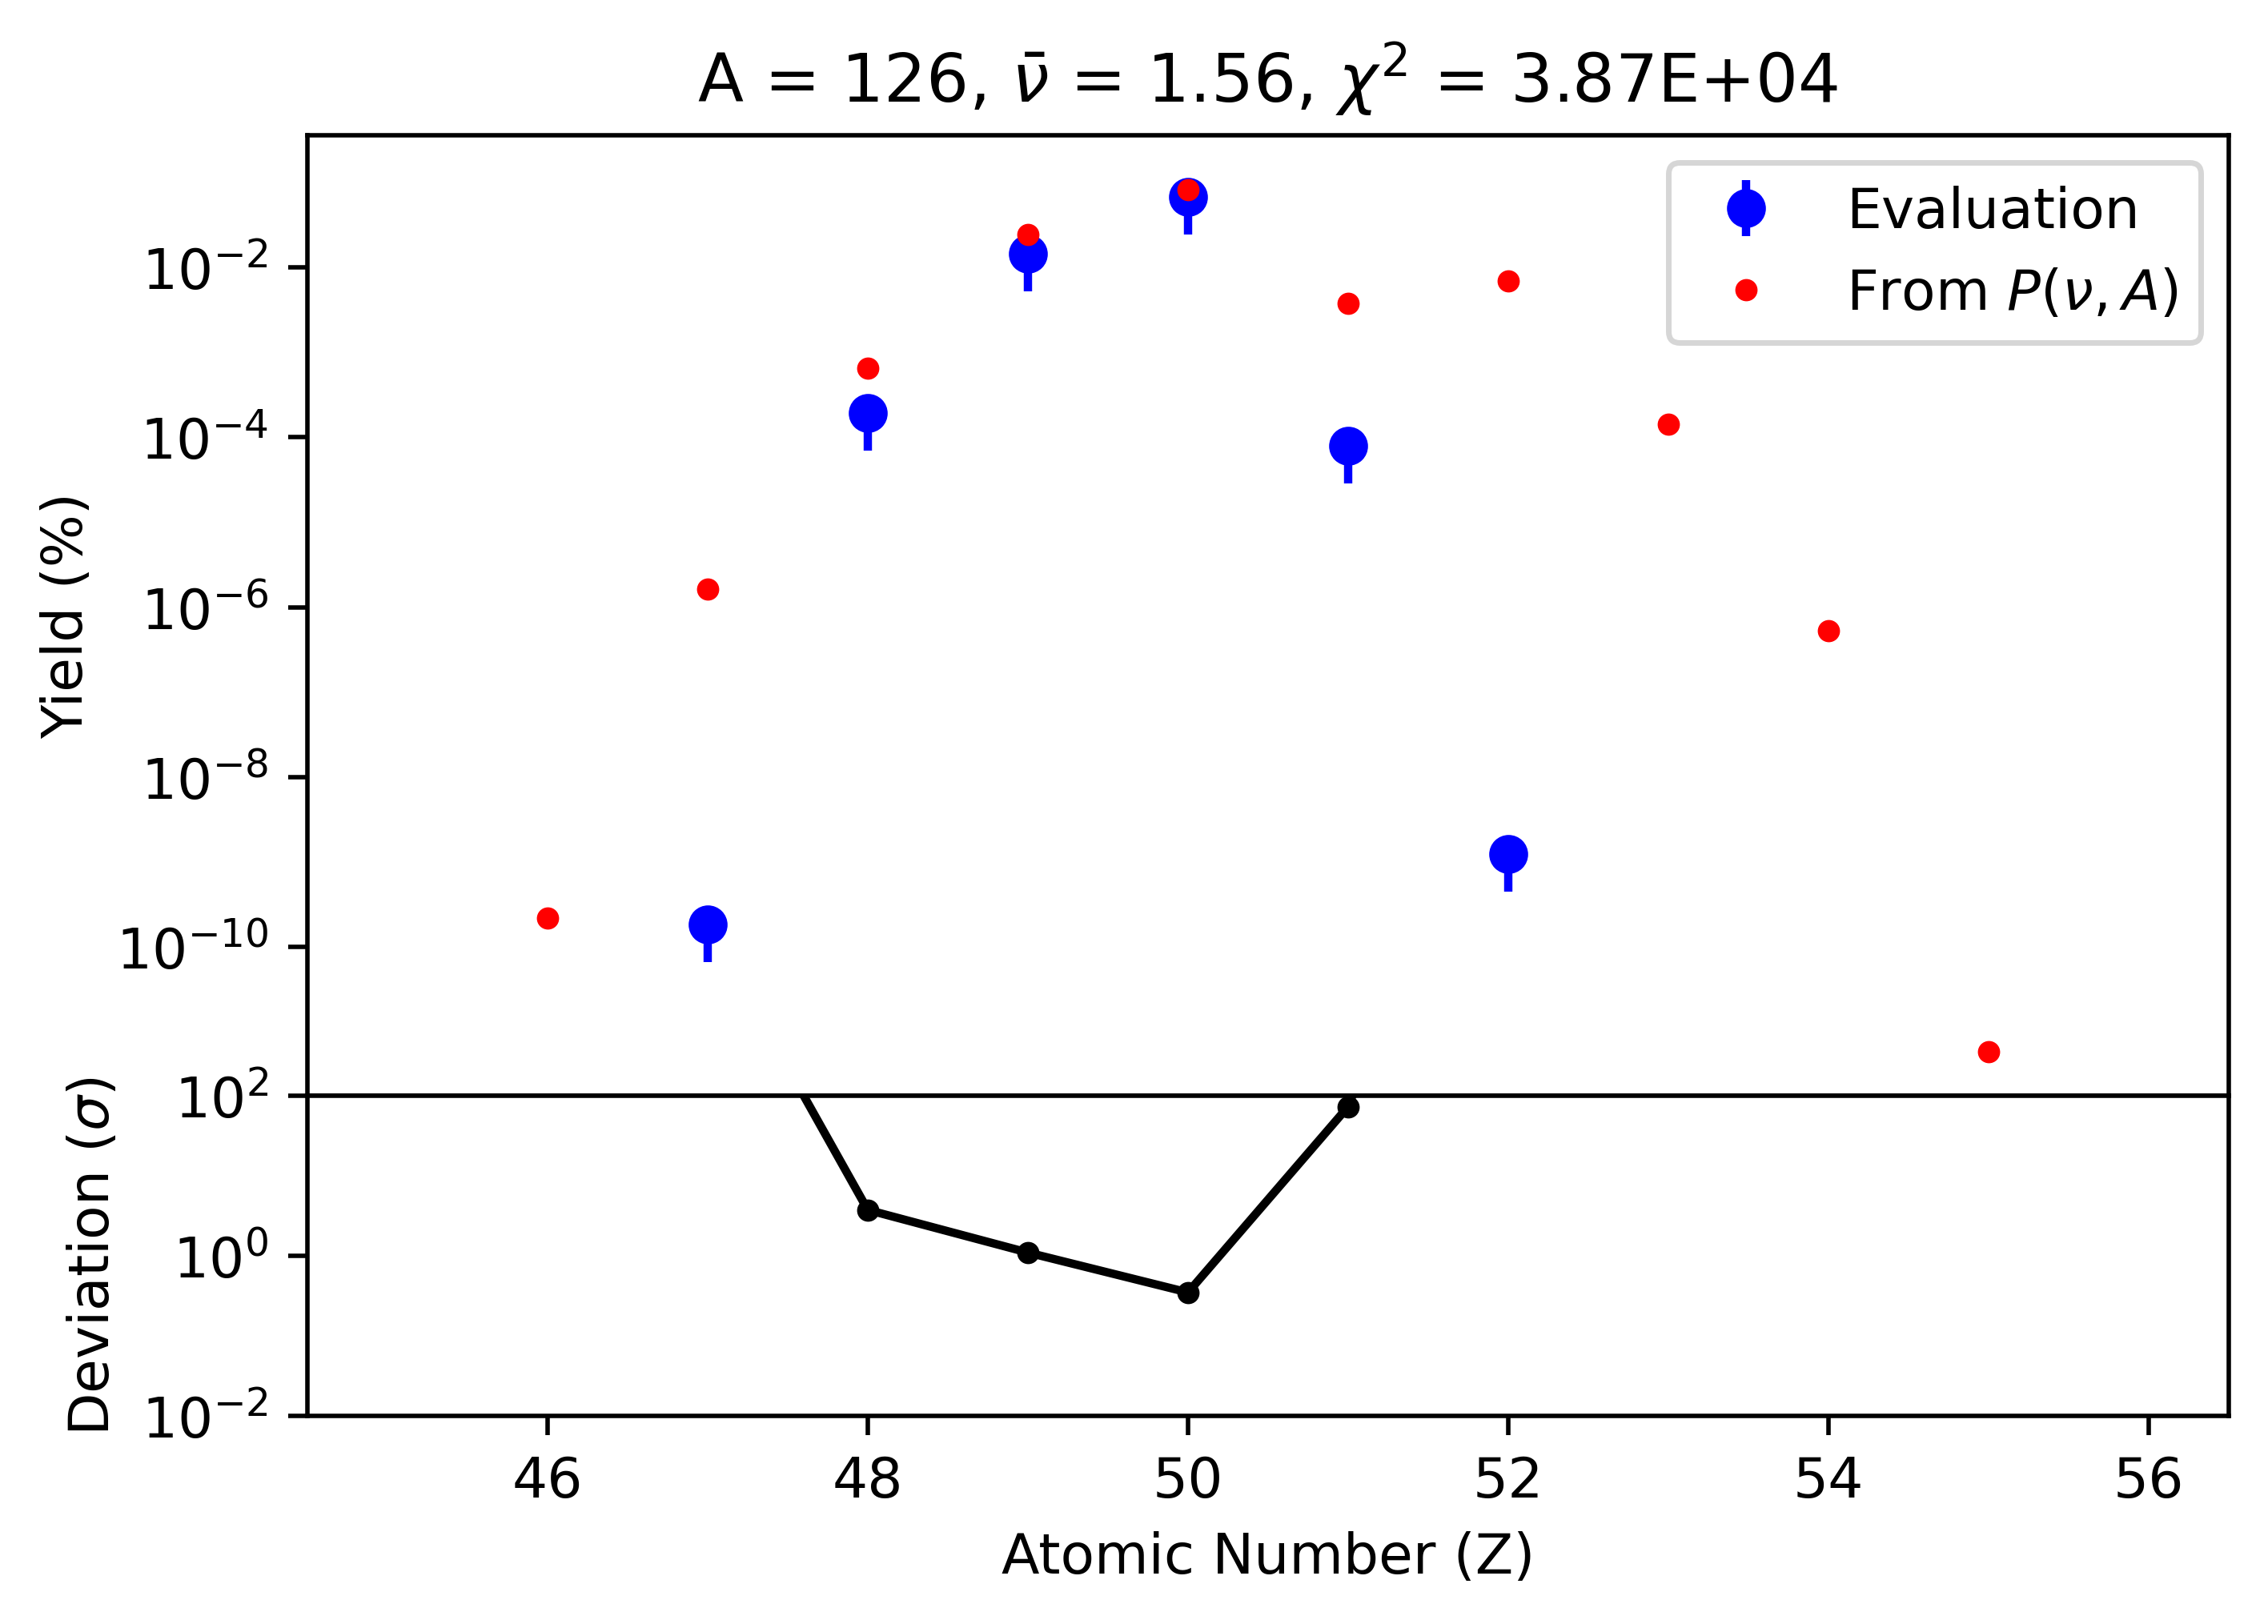 A = 126, ν̄ = 1.56, χ² = 3.87E+04
Evaluation
From P(ν, A)
Yield (%)
10⁻²
10⁻⁴
10⁻⁶
10⁻⁸
10⁻¹⁰
Deviation (σ)
10²
10⁰
10⁻²
46 48 50 52 54 56
Atomic Number (Z)